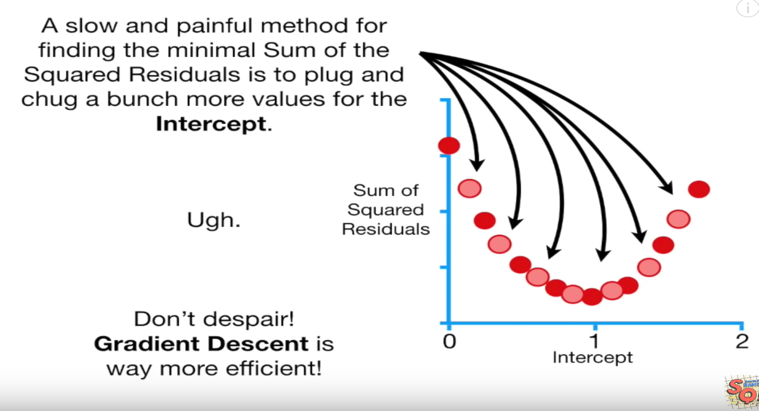 A slow and painful method for
finding the minimal Sum of the
Squared Residuals is to plug and
chug a bunch more values for the
Intercept.
Ugh.
Don't despair!
Gradient Descent is
way more efficient!
Sum of
Squared
Residuals
0
1
2
Intercept